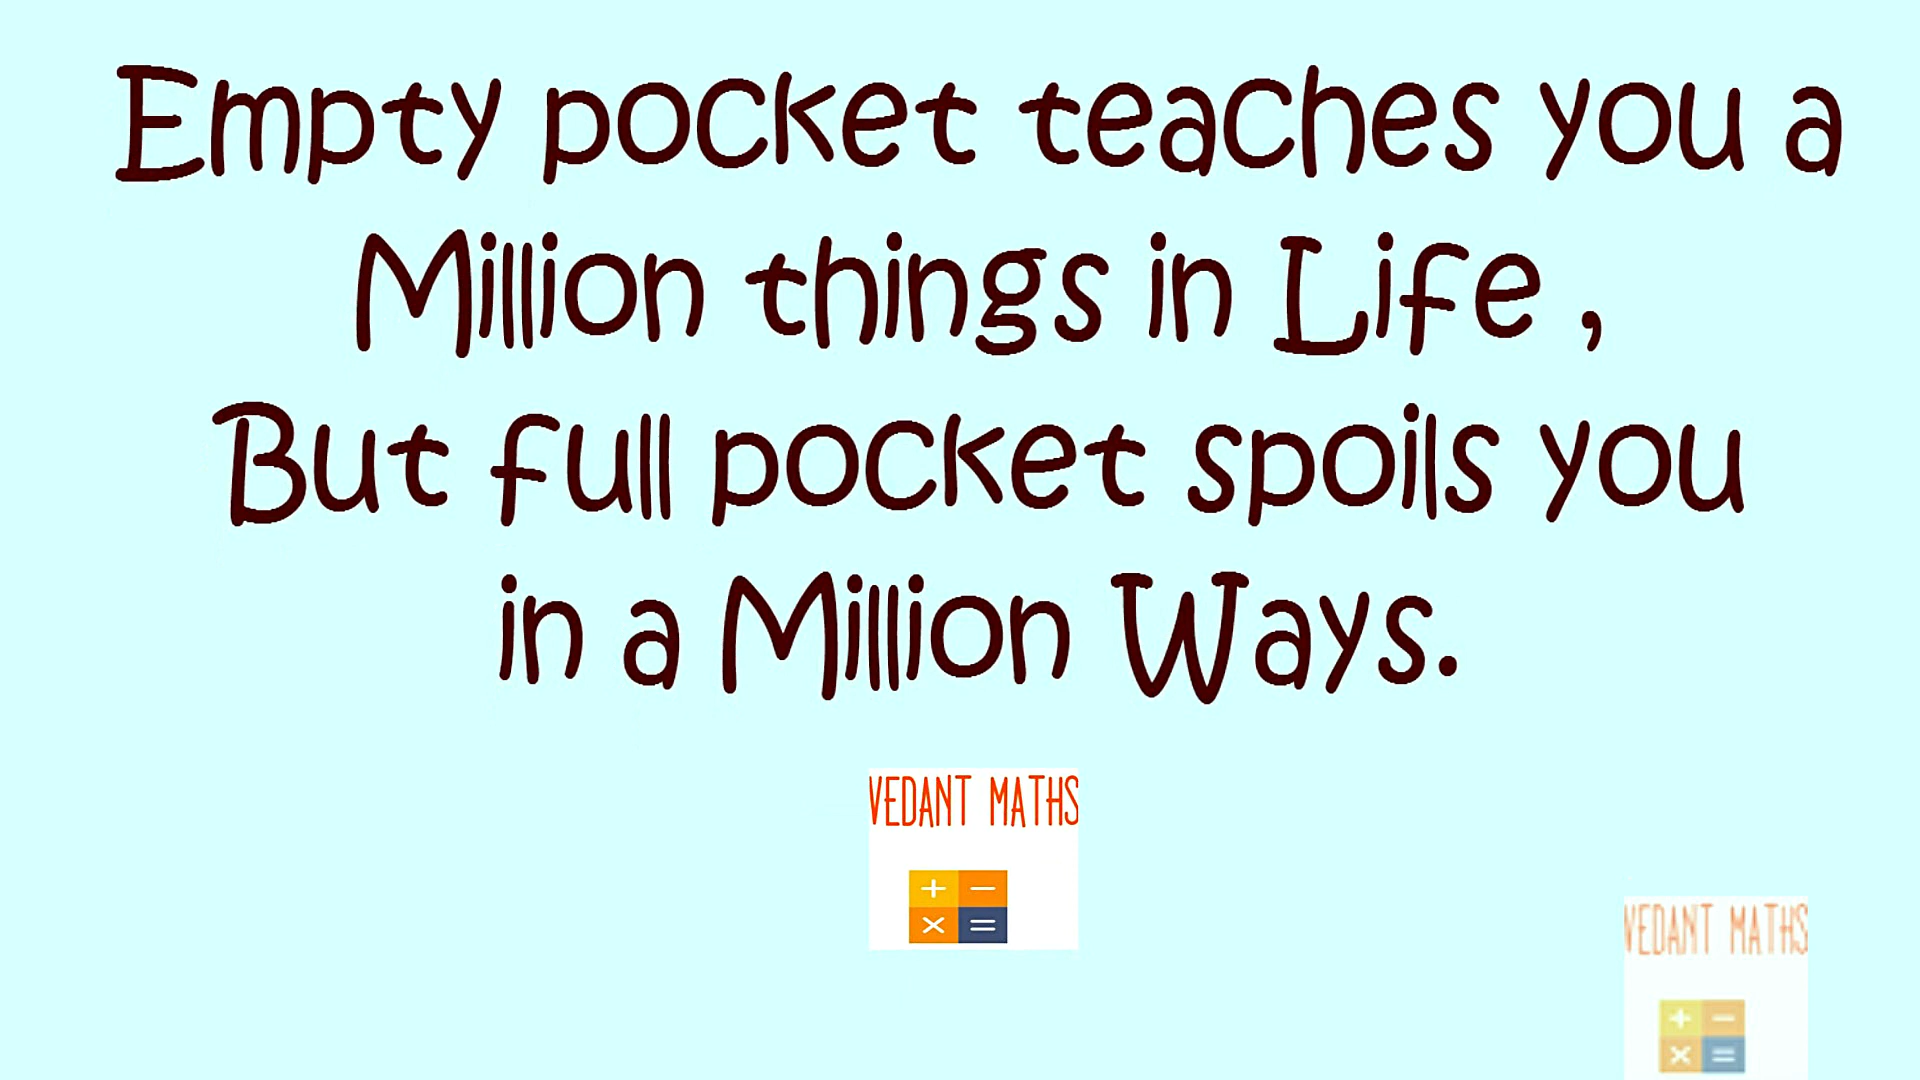 Empty pocket teaches you a
Million things in Life ,
But full pocket spoils you
in a Million Ways.
VEDANT MATHS
+ −
× =
VEDANT MATHS
+ −
× =